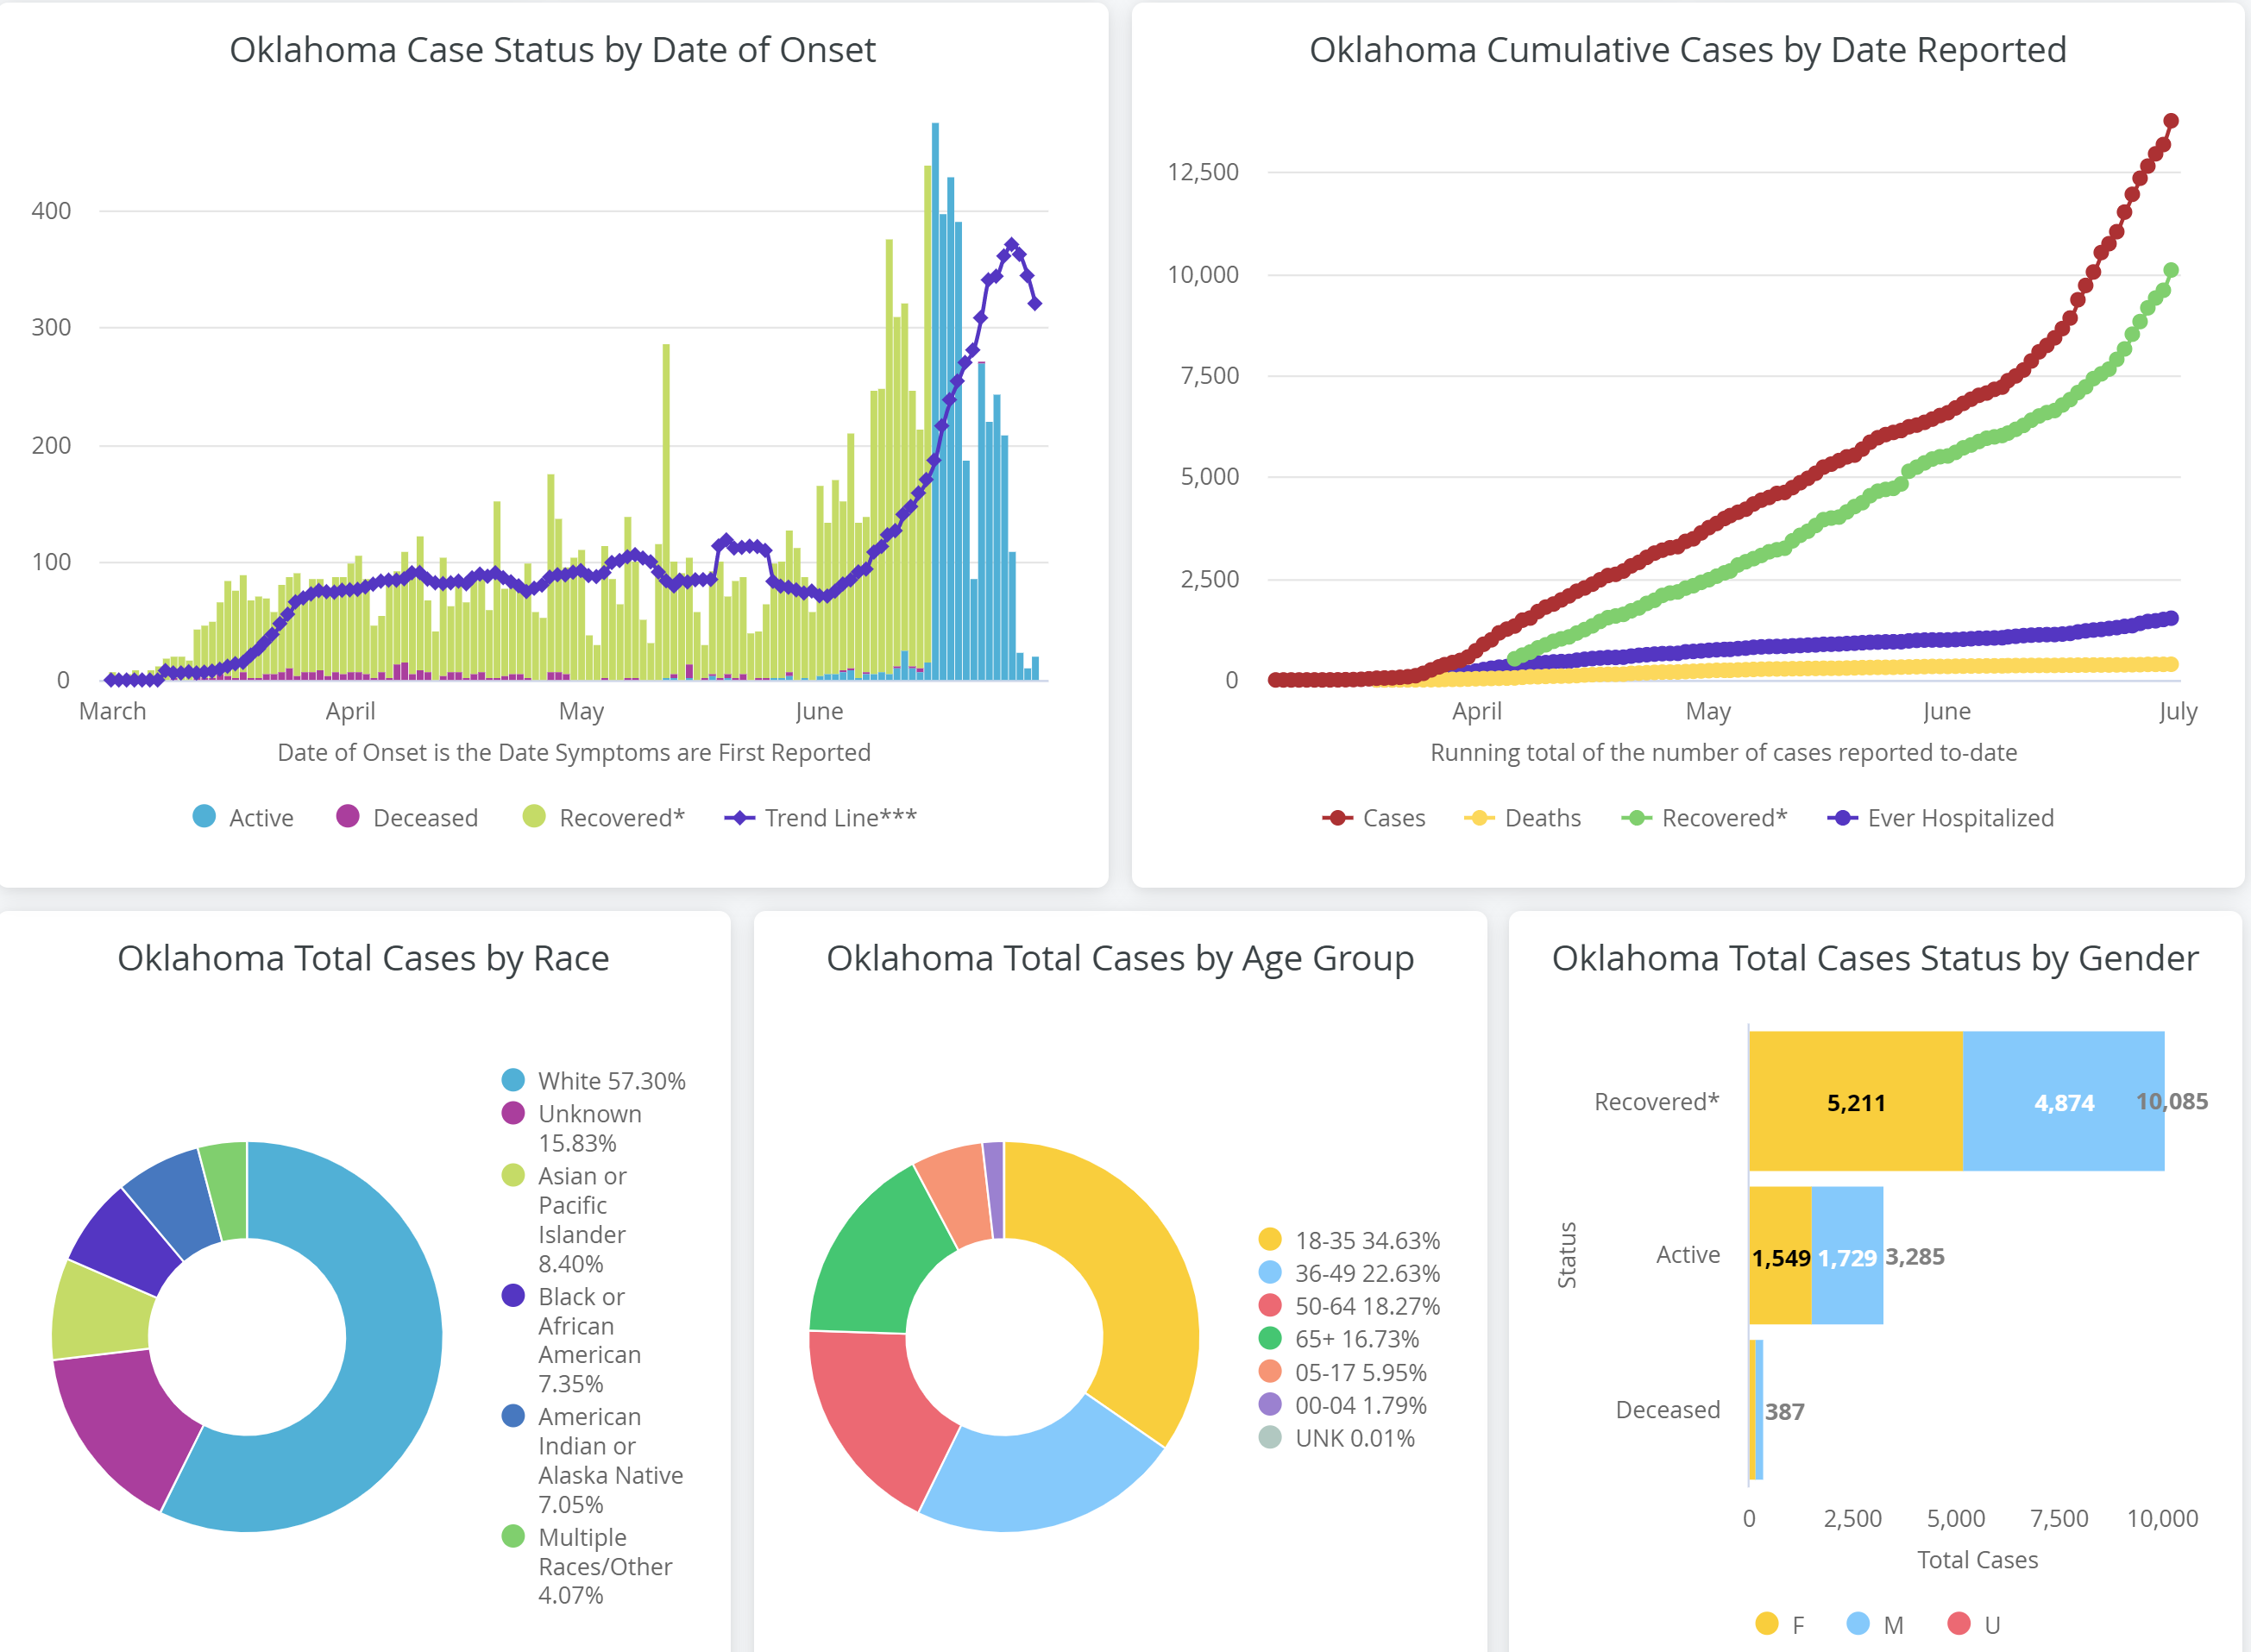 Oklahoma Case Status by Date of Onset
400
300
200
100
0
March April May June
Date of Onset is the Date Symptoms are First Reported
Active Deceased Recovered* Trend Line***
Oklahoma Cumulative Cases by Date Reported
12,500
10,000
7,500
5,000
2,500
0
April May June July
Running total of the number of cases reported to-date
Cases Deaths Recovered* Ever Hospitalized
Oklahoma Total Cases by Race
White 57.30%
Unknown
15.83%
Asian or
Pacific
Islander
8.40%
Black or
African
American
7.35%
American
Indian or
Alaska Native
7.05%
Multiple
Races/Other
4.07%
Oklahoma Total Cases by Age Group
18-35 34.63%
36-49 22.63%
50-64 18.27%
65+ 16.73%
05-17 5.95%
00-04 1.79%
UNK 0.01%
Oklahoma Total Cases Status by Gender
Status
Recovered* 5,211 4,874 10,085
Active 1,549 1,729 3,285
Deceased 387
0 2,500 5,000 7,500 10,000
Total Cases
F M U